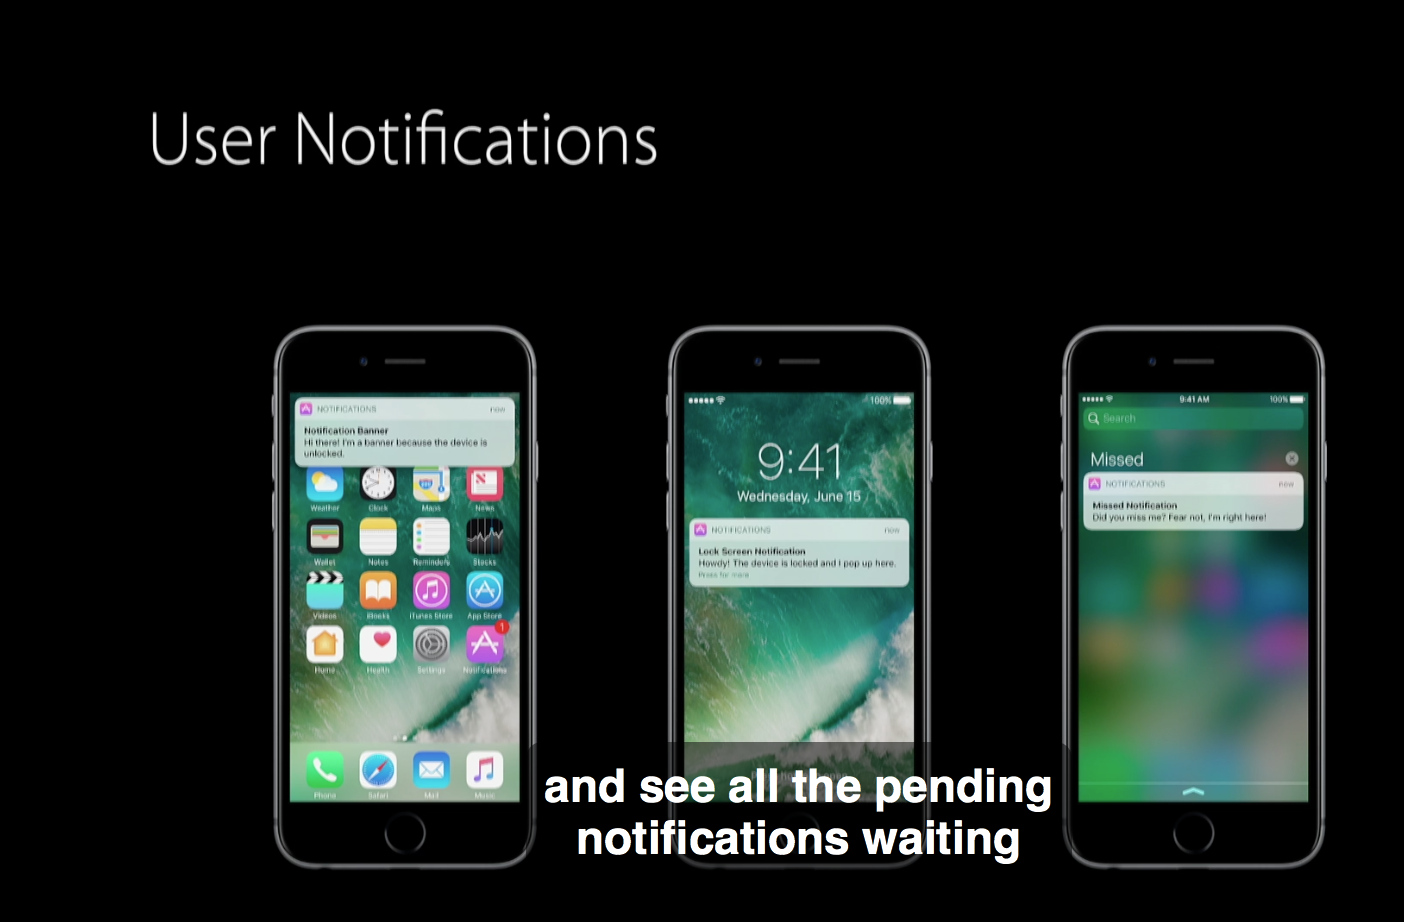 User Notifications
NOTIFICATIONS now
Notification Banner
Hi there! I'm a banner because the device is
unlocked.
Weather Clock Maps News
Wallet Notes Reminders Stocks
Videos iBooks iTunes Store App Store
1
Home Health Settings Notifications
Phone Safari Mail Music
100%
9:41
Wednesday, June 15
NOTIFICATIONS now
Lock Screen Notification
Howdy! The device is locked and I pop up here.
Press for more
9:41 AM 100%
Search
Missed
NOTIFICATIONS now
Missed Notification
Did you miss me? Fear not, I'm right here!
and see all the pending
notifications waiting